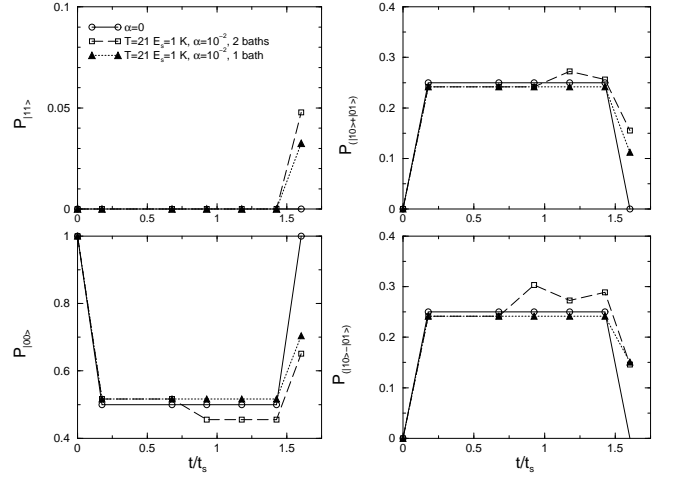 α=0
T=21 E_s=1 K, α=10^-2, 2 baths
T=21 E_s=1 K, α=10^-2, 1 bath
P_|11>
0.1
0.05
0
0 0.5 1 1.5
P_(|10>+|01>)
0.4
0.3
0.2
0.1
0
0 0.5 1 1.5
P_|00>
1
0.8
0.6
0.4
0 0.5 1 1.5
t/t_s
P_(|10>−|01>)
0.4
0.3
0.2
0.1
0
0 0.5 1 1.5
t/t_s